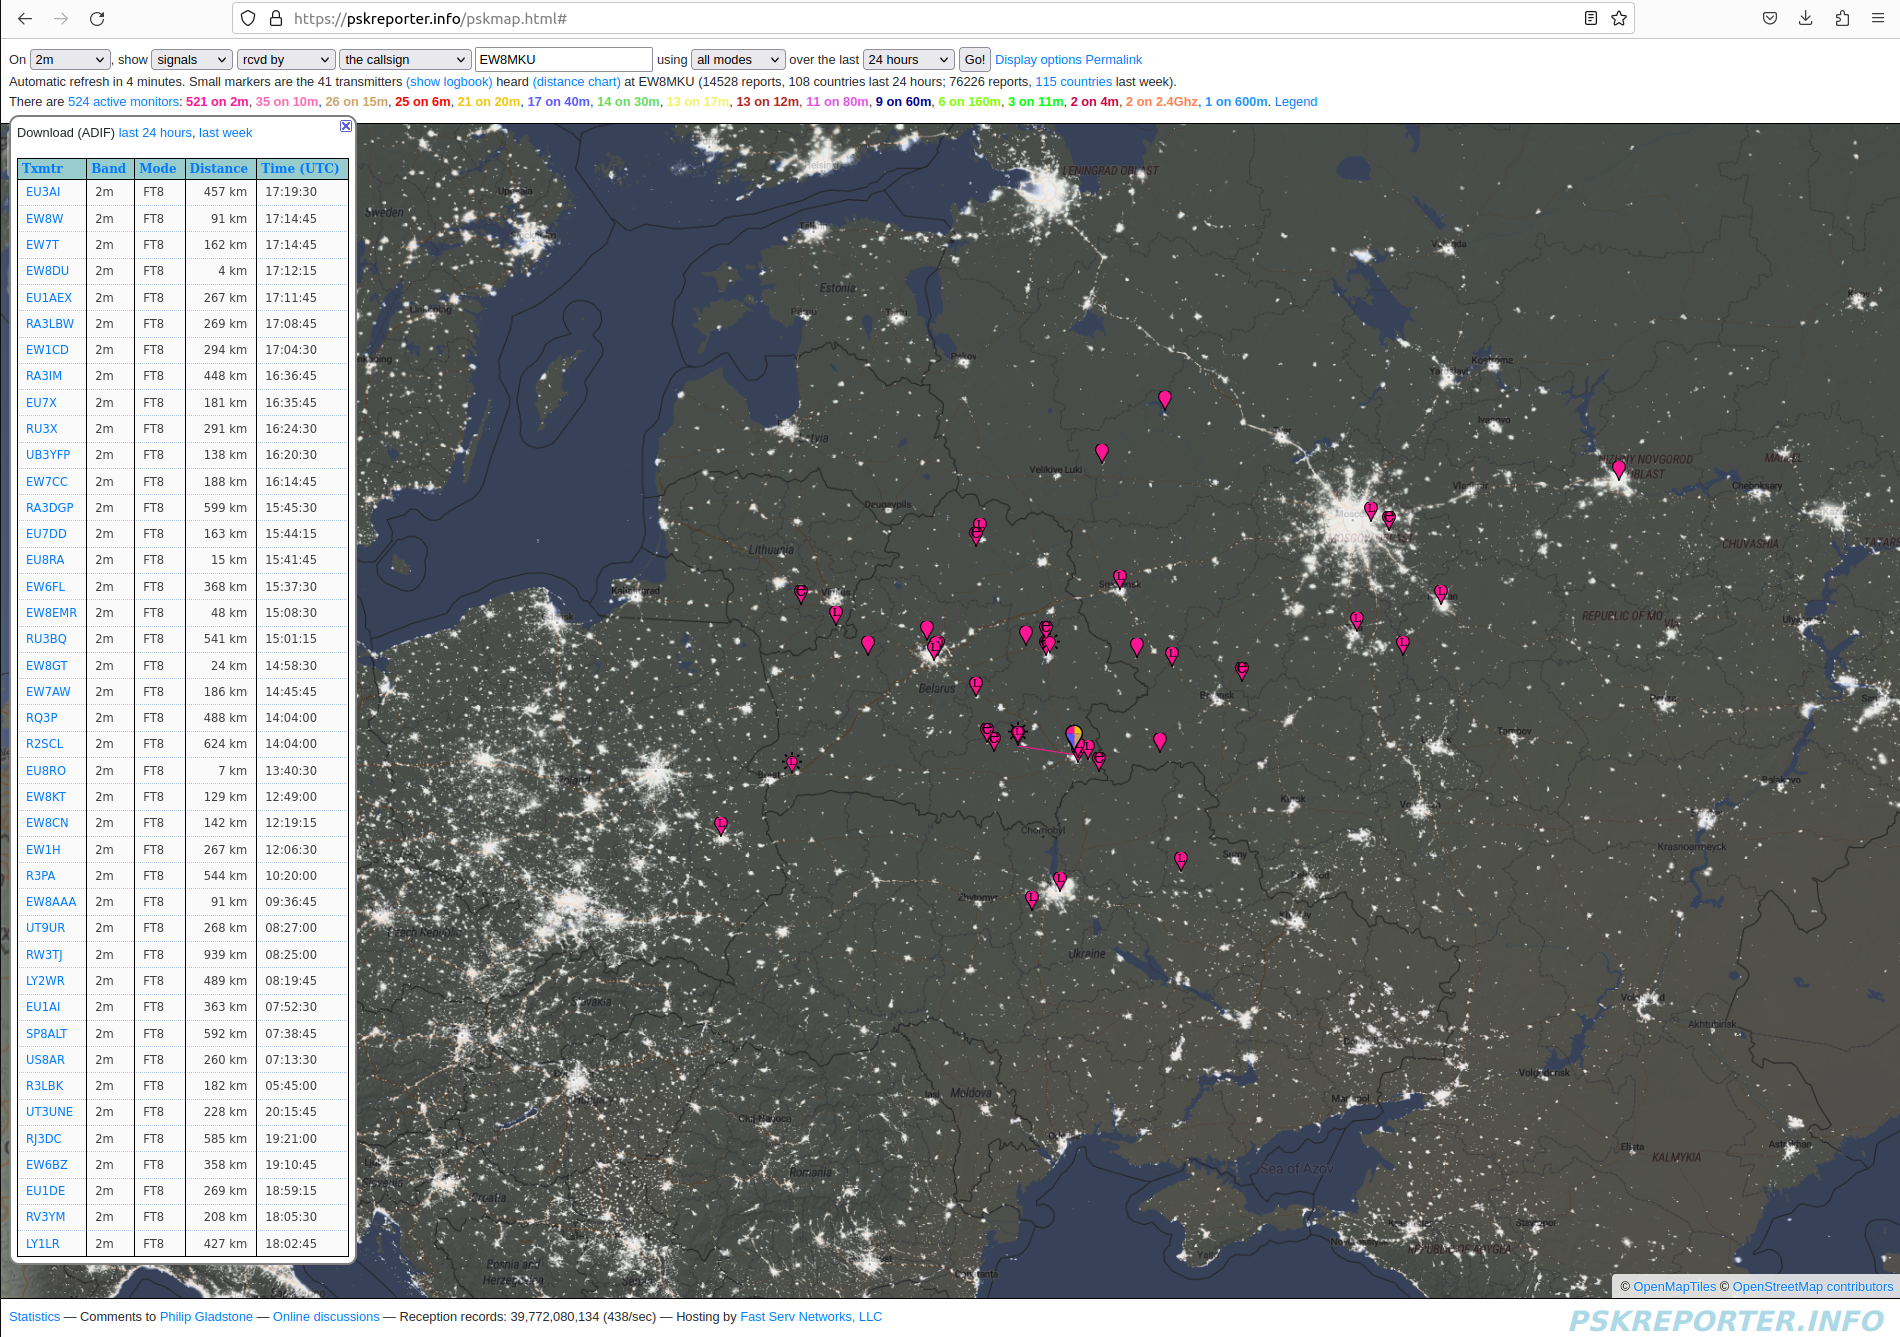 https://pskreporter.info/pskmap.html#
On 2m , show signals rcvd by the callsign EW8MKU using all modes over the last 24 hours Go! Display options Permalink
Automatic refresh in 4 minutes. Small markers are the 41 transmitters (show logbook) heard (distance chart) at EW8MKU (14528 reports, 108 countries last 24 hours; 76226 reports, 115 countries last week).
There are 524 active monitors: 521 on 2m, 35 on 10m, 26 on 15m, 25 on 6m, 21 on 20m, 17 on 40m, 14 on 30m, 13 on 17m, 13 on 12m, 11 on 80m, 9 on 60m, 6 on 160m, 3 on 11m, 2 on 4m, 2 on 2.4Ghz, 1 on 600m. Legend
Download (ADIF) last 24 hours, last week
Txmtr Band Mode Distance Time (UTC)
EU3AI 2m FT8 457 km 17:19:30
EW8W 2m FT8 91 km 17:14:45
EW7T 2m FT8 162 km 17:14:45
EW8DU 2m FT8 4 km 17:12:15
EU1AEX 2m FT8 267 km 17:11:45
RA3LBW 2m FT8 269 km 17:08:45
EW1CD 2m FT8 294 km 17:04:30
RA3IM 2m FT8 448 km 16:36:45
EU7X 2m FT8 181 km 16:35:45
RU3X 2m FT8 291 km 16:24:30
UB3YFP 2m FT8 138 km 16:20:30
EW7CC 2m FT8 188 km 16:14:45
RA3DGP 2m FT8 599 km 15:45:30
EU7DD 2m FT8 163 km 15:44:15
EU8RA 2m FT8 15 km 15:41:45
EW6FL 2m FT8 368 km 15:37:30
EW8EMR 2m FT8 48 km 15:08:30
RU3BQ 2m FT8 541 km 15:01:15
EW8GT 2m FT8 24 km 14:58:30
EW7AW 2m FT8 186 km 14:45:45
RQ3P 2m FT8 488 km 14:04:00
R2SCL 2m FT8 624 km 14:04:00
EU8RO 2m FT8 7 km 13:40:30
EW8KT 2m FT8 129 km 12:49:00
EW8CN 2m FT8 142 km 12:19:15
EW1H 2m FT8 267 km 12:06:30
R3PA 2m FT8 544 km 10:20:00
EW8AAA 2m FT8 91 km 09:36:45
UT9UR 2m FT8 268 km 08:27:00
RW3TJ 2m FT8 939 km 08:25:00
LY2WR 2m FT8 489 km 08:19:45
EU1AI 2m FT8 363 km 07:52:30
SP8ALT 2m FT8 592 km 07:38:45
US8AR 2m FT8 260 km 07:13:30
R3LBK 2m FT8 182 km 05:45:00
UT3UNE 2m FT8 228 km 20:15:45
RJ3DC 2m FT8 585 km 19:21:00
EW6BZ 2m FT8 358 km 19:10:45
EU1DE 2m FT8 269 km 18:59:15
RV3YM 2m FT8 208 km 18:05:30
LY1LR 2m FT8 427 km 18:02:45
LENINGRAD OBLAST
Sweden
Estonia
Pskov
Kostroma
Ivanovo
Latvia
Velikiye Luki
NIZHNY NOVGOROD
OBLAST
Cheboksary
Daugavpils
Lithuania
CHUVASHIA
Kaliningrad
Belarus
Penza
Tambov
Poland
Balakovo
Kursk
Chornobyl
Krasnoarmeyck
Sumy
Zhytomyr
Czech Republic
Ukraine
Slovakia
Akhtubinsk
Volgodonsk
Moldova
Iasi
Cluj-Napoca
Mariupol
Elista
KALMYKIA
Astrakhan
Romania
Sea of Azov
Croatia
Stavropol
REPUBLIC OF ADYGEA
Bosnia and
Herzegovina
© OpenMapTiles © OpenStreetMap contributors
Statistics — Comments to Philip Gladstone — Online discussions — Reception records: 39,772,080,134 (438/sec) — Hosting by Fast Serv Networks, LLC
PSKREPORTER.INFO